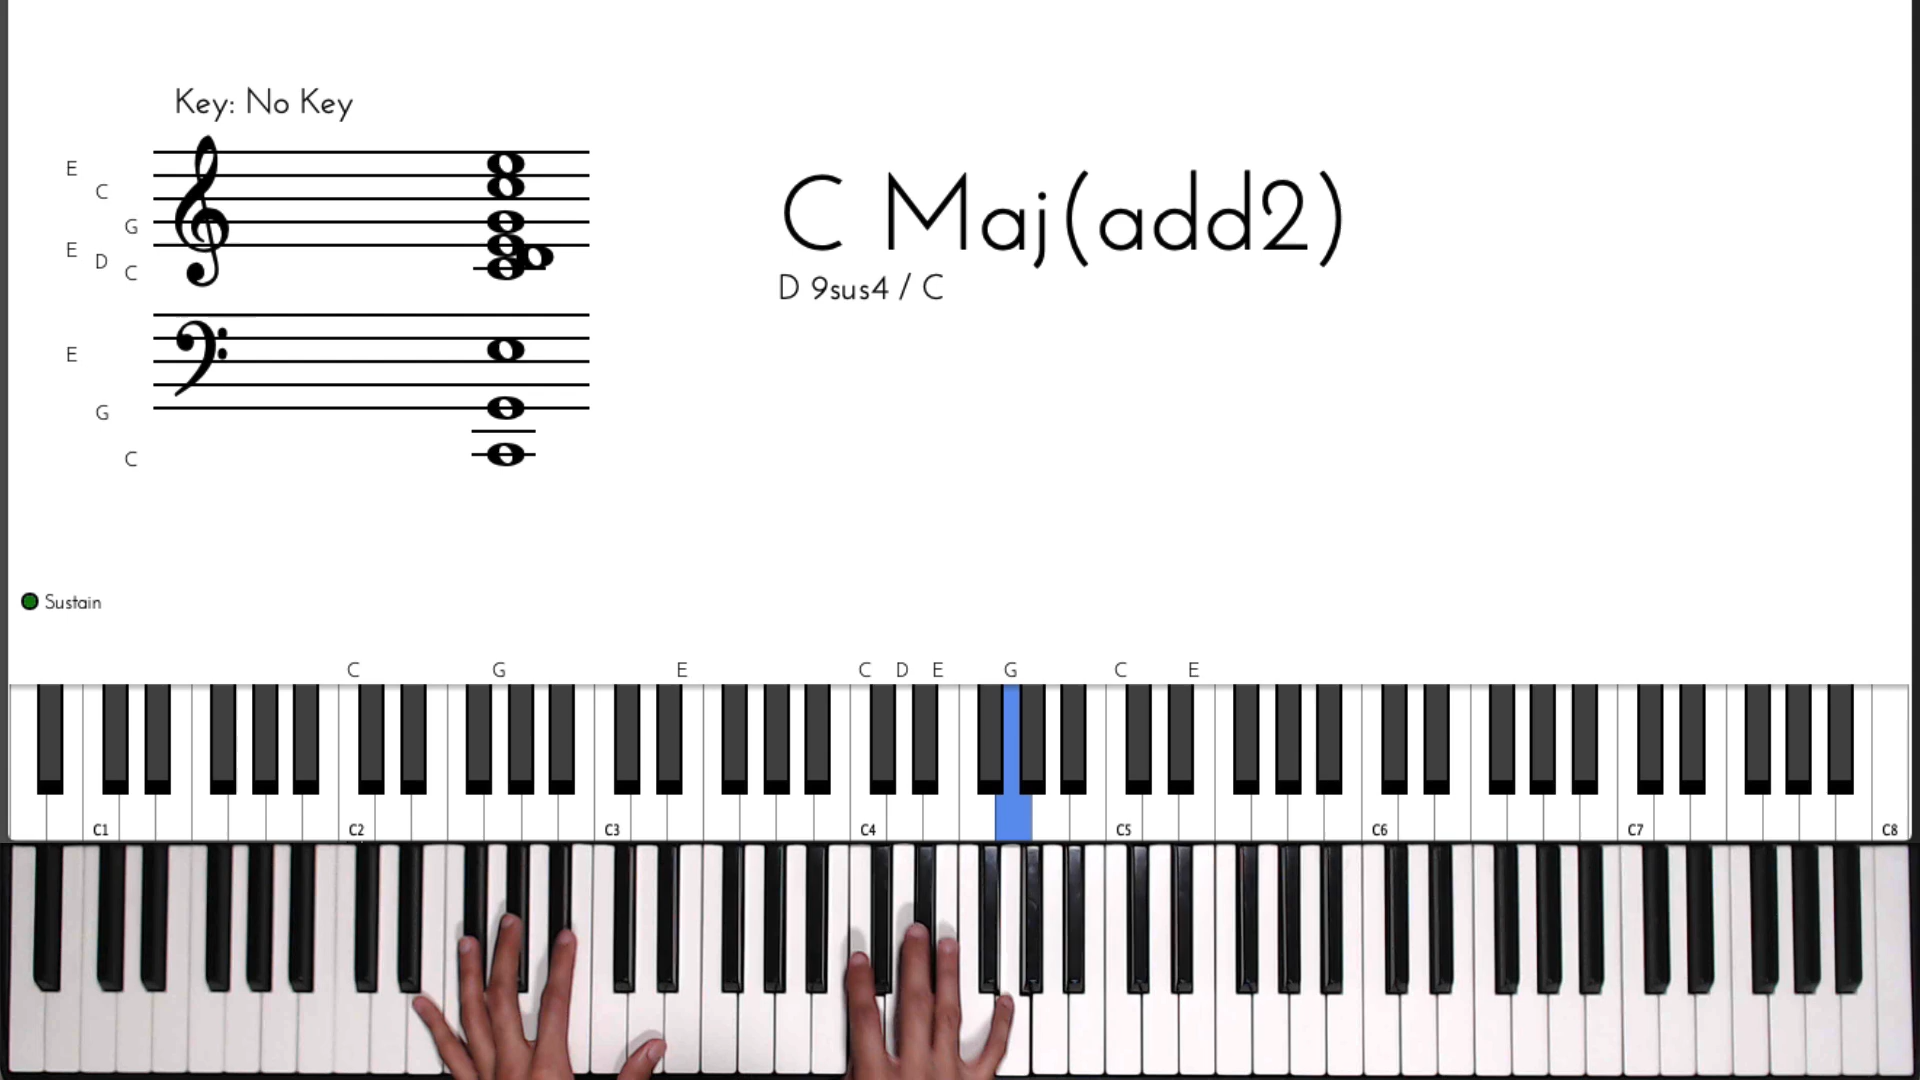 Key: No Key
E
C
G
E
D
C
E
G
C
C Maj(add2)
D 9sus4 / C
Sustain
C G E C D E G C E
C1 C2 C3 C4 C5 C6 C7 C8